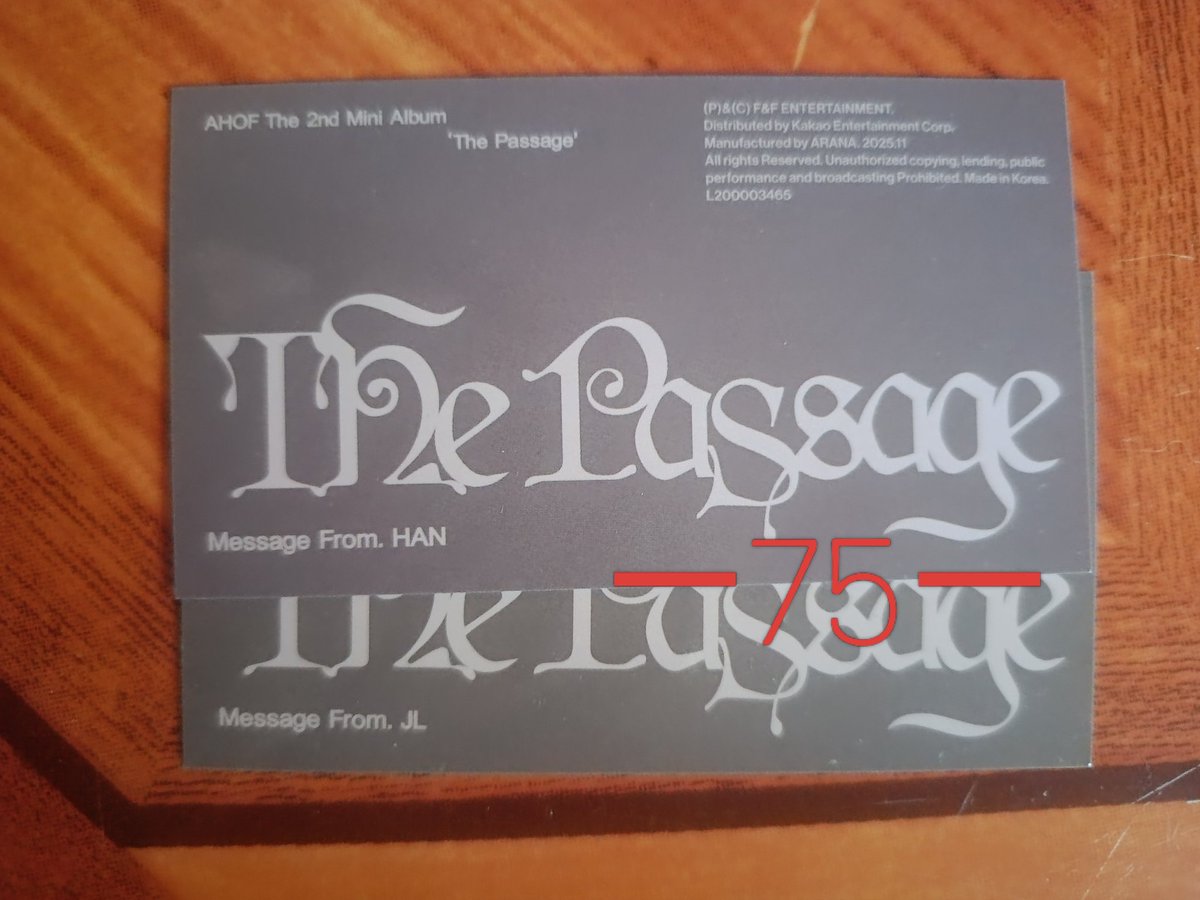 AHOF The 2nd Mini Album
'The Passage'
(P)&(C) F&F ENTERTAINMENT.
Distributed by Kakao Entertainment Corp.
Manufactured by ARANA. 2025.11
All rights Reserved. Unauthorized copying, lending, public
performance and broadcasting Prohibited. Made in Korea.
L200003465
The Passage
Message From. HAN
75
The Passage
Message From. JL